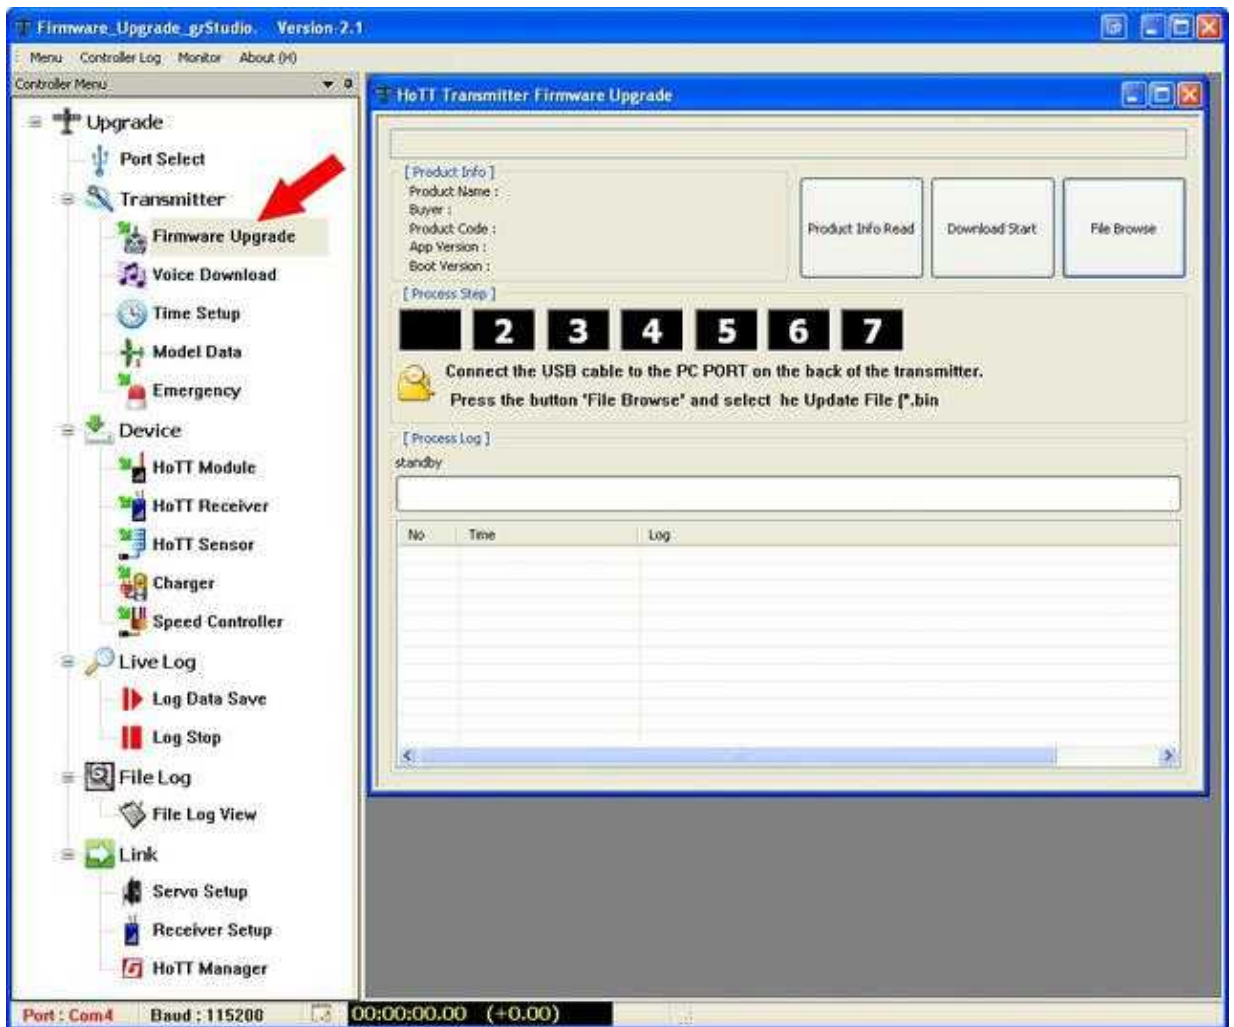 Firmware_Upgrade_grStudio. Version-2.1
Menu Controller Log Monitor About (H)
Controller Menu
Upgrade
Port Select
Transmitter
Firmware Upgrade
Voice Download
Time Setup
Model Data
Emergency
Device
HoTT Module
HoTT Receiver
HoTT Sensor
Charger
Speed Controller
Live Log
Log Data Save
Log Stop
File Log
File Log View
Link
Servo Setup
Receiver Setup
HoTT Manager
HoTT Transmitter Firmware Upgrade
[ Product Info ]
Product Name :
Buyer :
Product Code :
App Version :
Boot Version :
Product Info Read
Download Start
File Browse
[ Process Step ]
2 3 4 5 6 7
Connect the USB cable to the PC PORT on the back of the transmitter.
Press the button 'File Browse' and select he Update File (*.bin
[ Process Log ]
standby
No Time Log
Port : Com4 Baud : 115200 00:00:00.00 (+0.00)